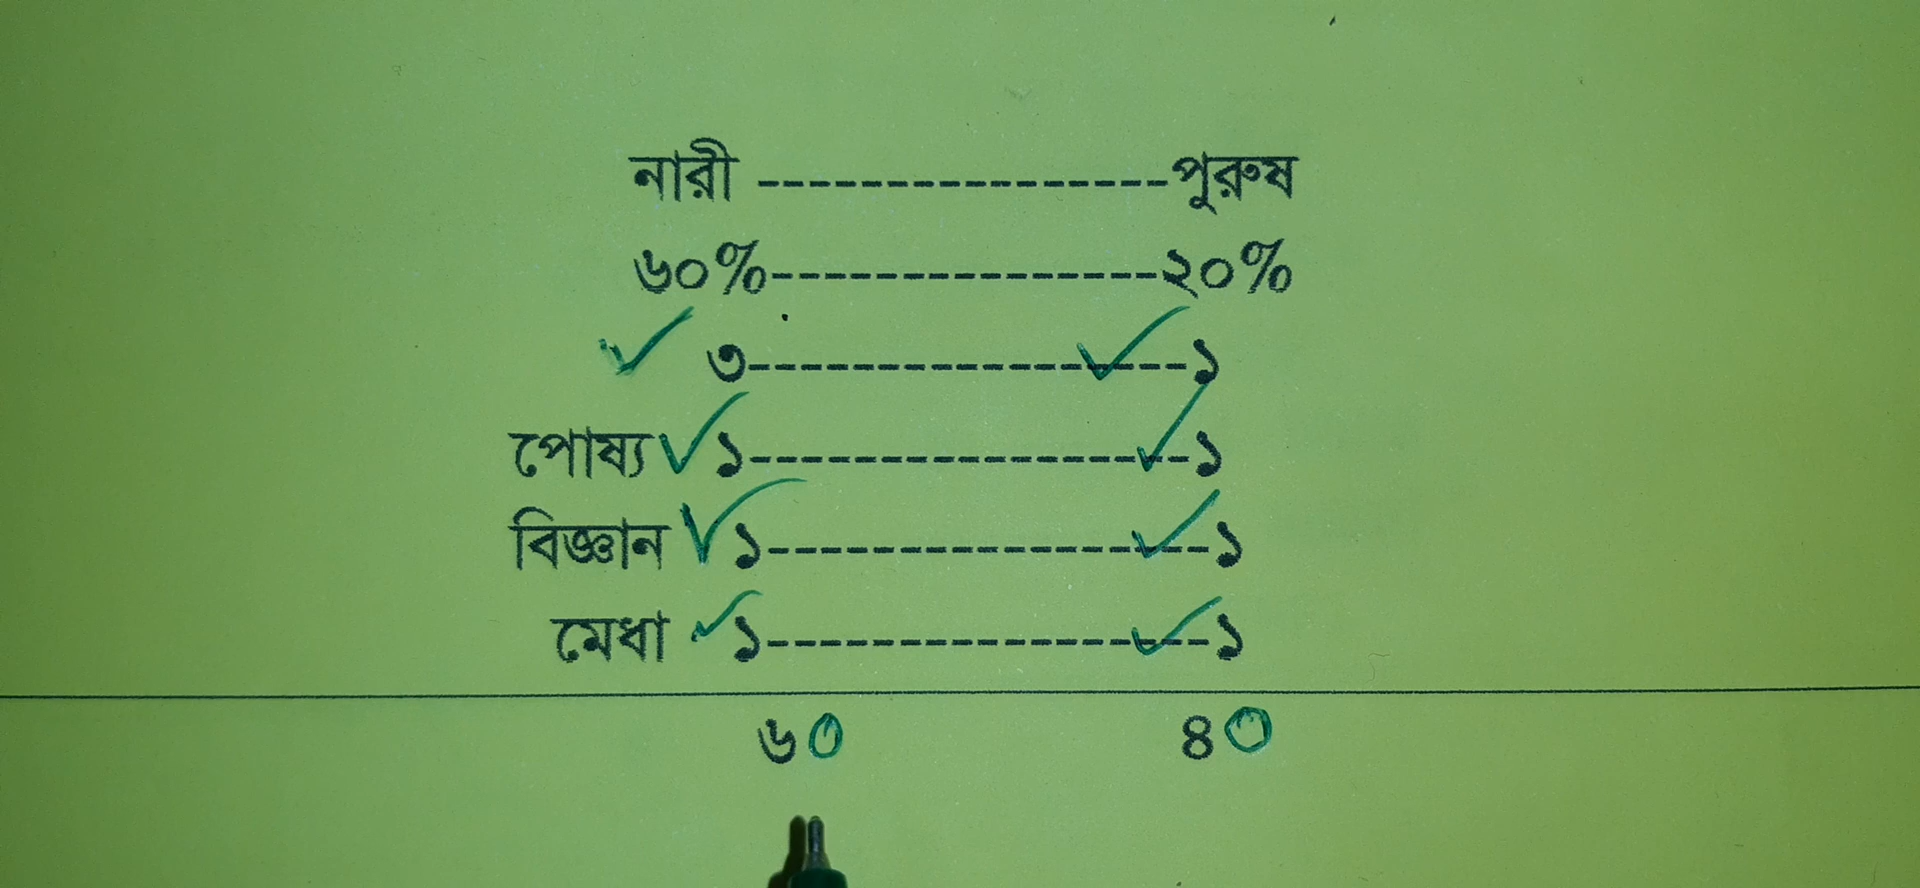 নারী ----------------পুরুষ
৬০%---------------২০%
✓ ৩---------------✓--১
পোষ্য ✓ ১----------------✓-১
বিজ্ঞান ✓ ১---------------✓--১
মেধা ✓ ১---------------✓--১
৬০ ৪০